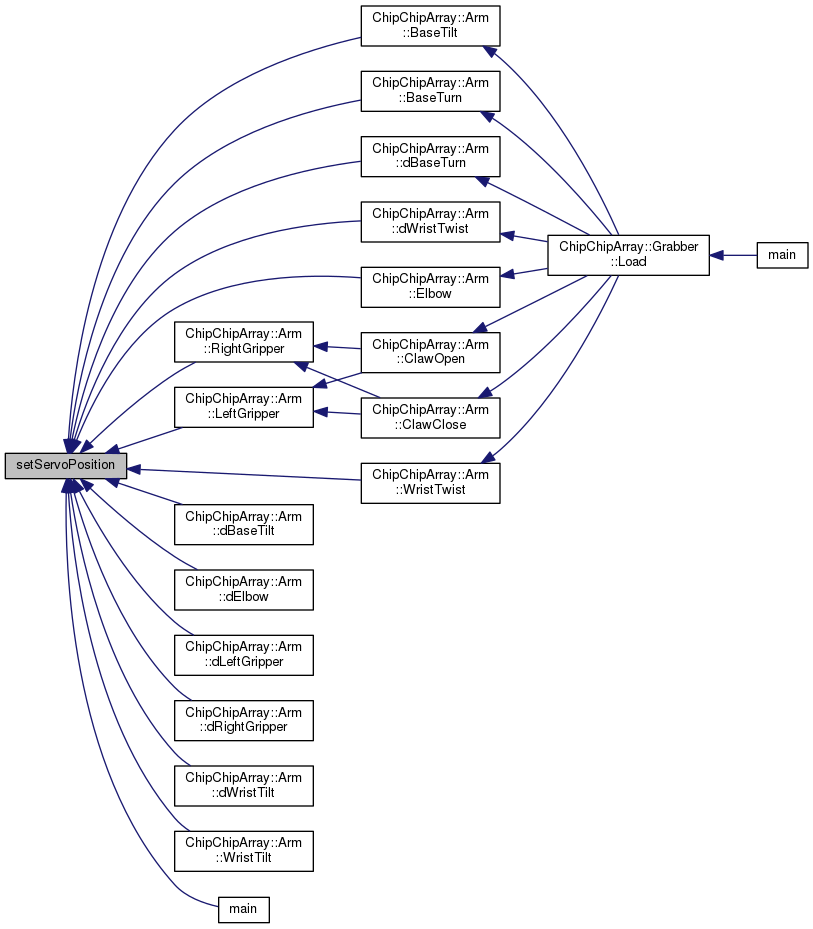 ChipChipArray::Arm
::BaseTilt
ChipChipArray::Arm
::BaseTurn
ChipChipArray::Arm
::dBaseTurn
ChipChipArray::Arm
::dWristTwist
ChipChipArray::Grabber
::Load
main
ChipChipArray::Arm
::Elbow
ChipChipArray::Arm
::RightGripper
ChipChipArray::Arm
::ClawOpen
ChipChipArray::Arm
::LeftGripper
ChipChipArray::Arm
::ClawClose
setServoPosition
ChipChipArray::Arm
::WristTwist
ChipChipArray::Arm
::dBaseTilt
ChipChipArray::Arm
::dElbow
ChipChipArray::Arm
::dLeftGripper
ChipChipArray::Arm
::dRightGripper
ChipChipArray::Arm
::dWristTilt
ChipChipArray::Arm
::WristTilt
main